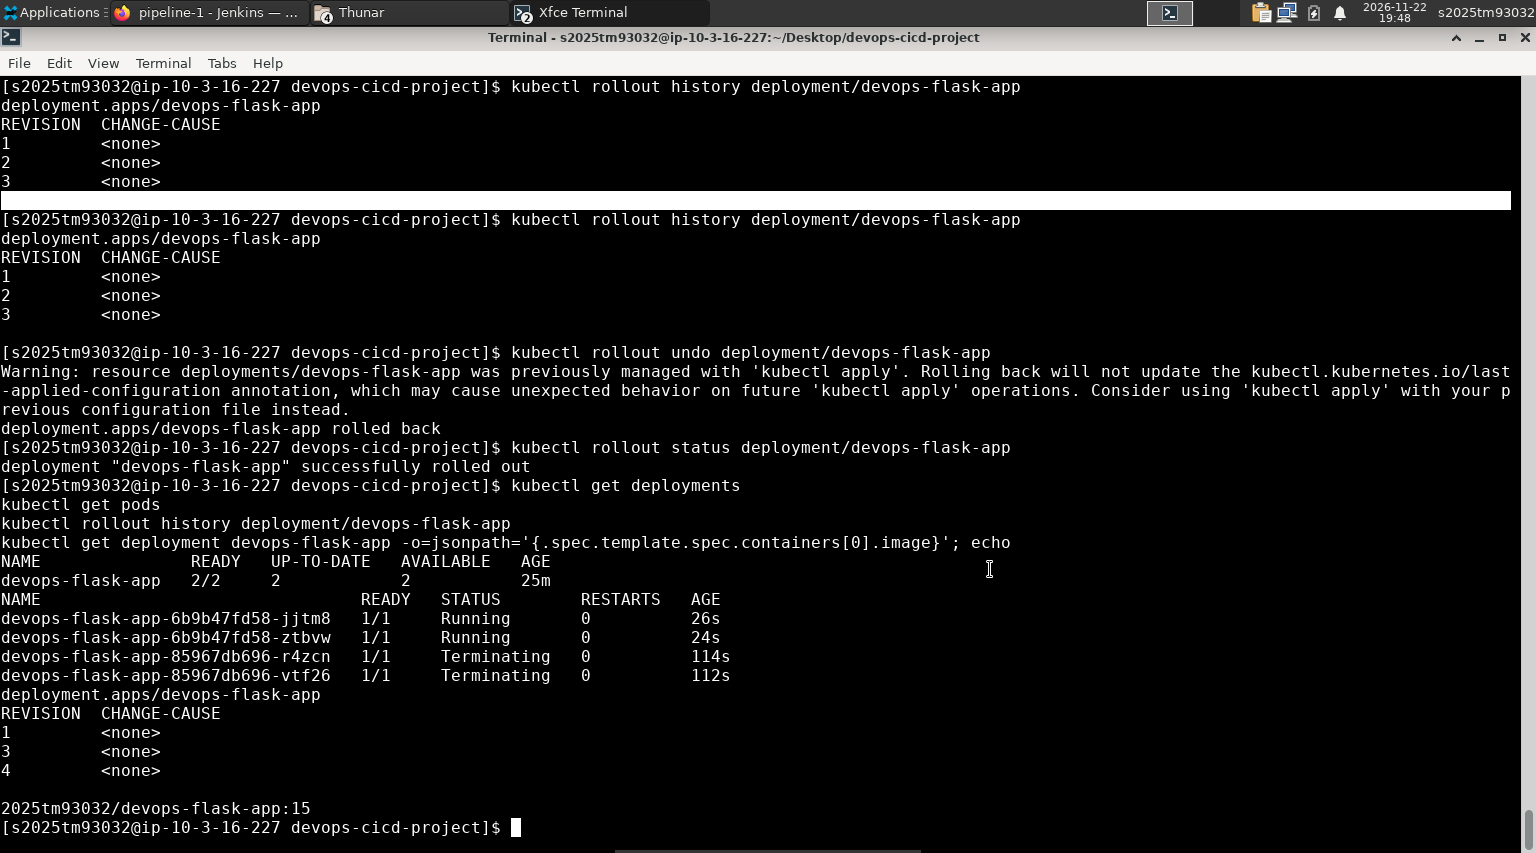 Applications
pipeline-1 - Jenkins — ...
4
Thunar
2
Xfce Terminal
2026-11-22
19:48
s2025tm93032
Terminal - s2025tm93032@ip-10-3-16-227:~/Desktop/devops-cicd-project
File Edit View Terminal Tabs Help
[s2025tm93032@ip-10-3-16-227 devops-cicd-project]$ kubectl rollout history deployment/devops-flask-app
deployment.apps/devops-flask-app
REVISION  CHANGE-CAUSE
1         <none>
2         <none>
3         <none>
[s2025tm93032@ip-10-3-16-227 devops-cicd-project]$ kubectl rollout history deployment/devops-flask-app
deployment.apps/devops-flask-app
REVISION  CHANGE-CAUSE
1         <none>
2         <none>
3         <none>
[s2025tm93032@ip-10-3-16-227 devops-cicd-project]$ kubectl rollout undo deployment/devops-flask-app
Warning: resource deployments/devops-flask-app was previously managed with 'kubectl apply'. Rolling back will not update the kubectl.kubernetes.io/last
-applied-configuration annotation, which may cause unexpected behavior on future 'kubectl apply' operations. Consider using 'kubectl apply' with your p
revious configuration file instead.
deployment.apps/devops-flask-app rolled back
[s2025tm93032@ip-10-3-16-227 devops-cicd-project]$ kubectl rollout status deployment/devops-flask-app
deployment "devops-flask-app" successfully rolled out
[s2025tm93032@ip-10-3-16-227 devops-cicd-project]$ kubectl get deployments
kubectl get pods
kubectl rollout history deployment/devops-flask-app
kubectl get deployment devops-flask-app -o=jsonpath='{.spec.template.spec.containers[0].image}'; echo
NAME               READY   UP-TO-DATE   AVAILABLE   AGE
devops-flask-app   2/2     2            2           25m
NAME                                READY   STATUS        RESTARTS   AGE
devops-flask-app-6b9b47fd58-jjtm8   1/1     Running       0          26s
devops-flask-app-6b9b47fd58-ztbvw   1/1     Running       0          24s
devops-flask-app-85967db696-r4zcn   1/1     Terminating   0          114s
devops-flask-app-85967db696-vtf26   1/1     Terminating   0          112s
deployment.apps/devops-flask-app
REVISION  CHANGE-CAUSE
1         <none>
3         <none>
4         <none>
2025tm93032/devops-flask-app:15
[s2025tm93032@ip-10-3-16-227 devops-cicd-project]$